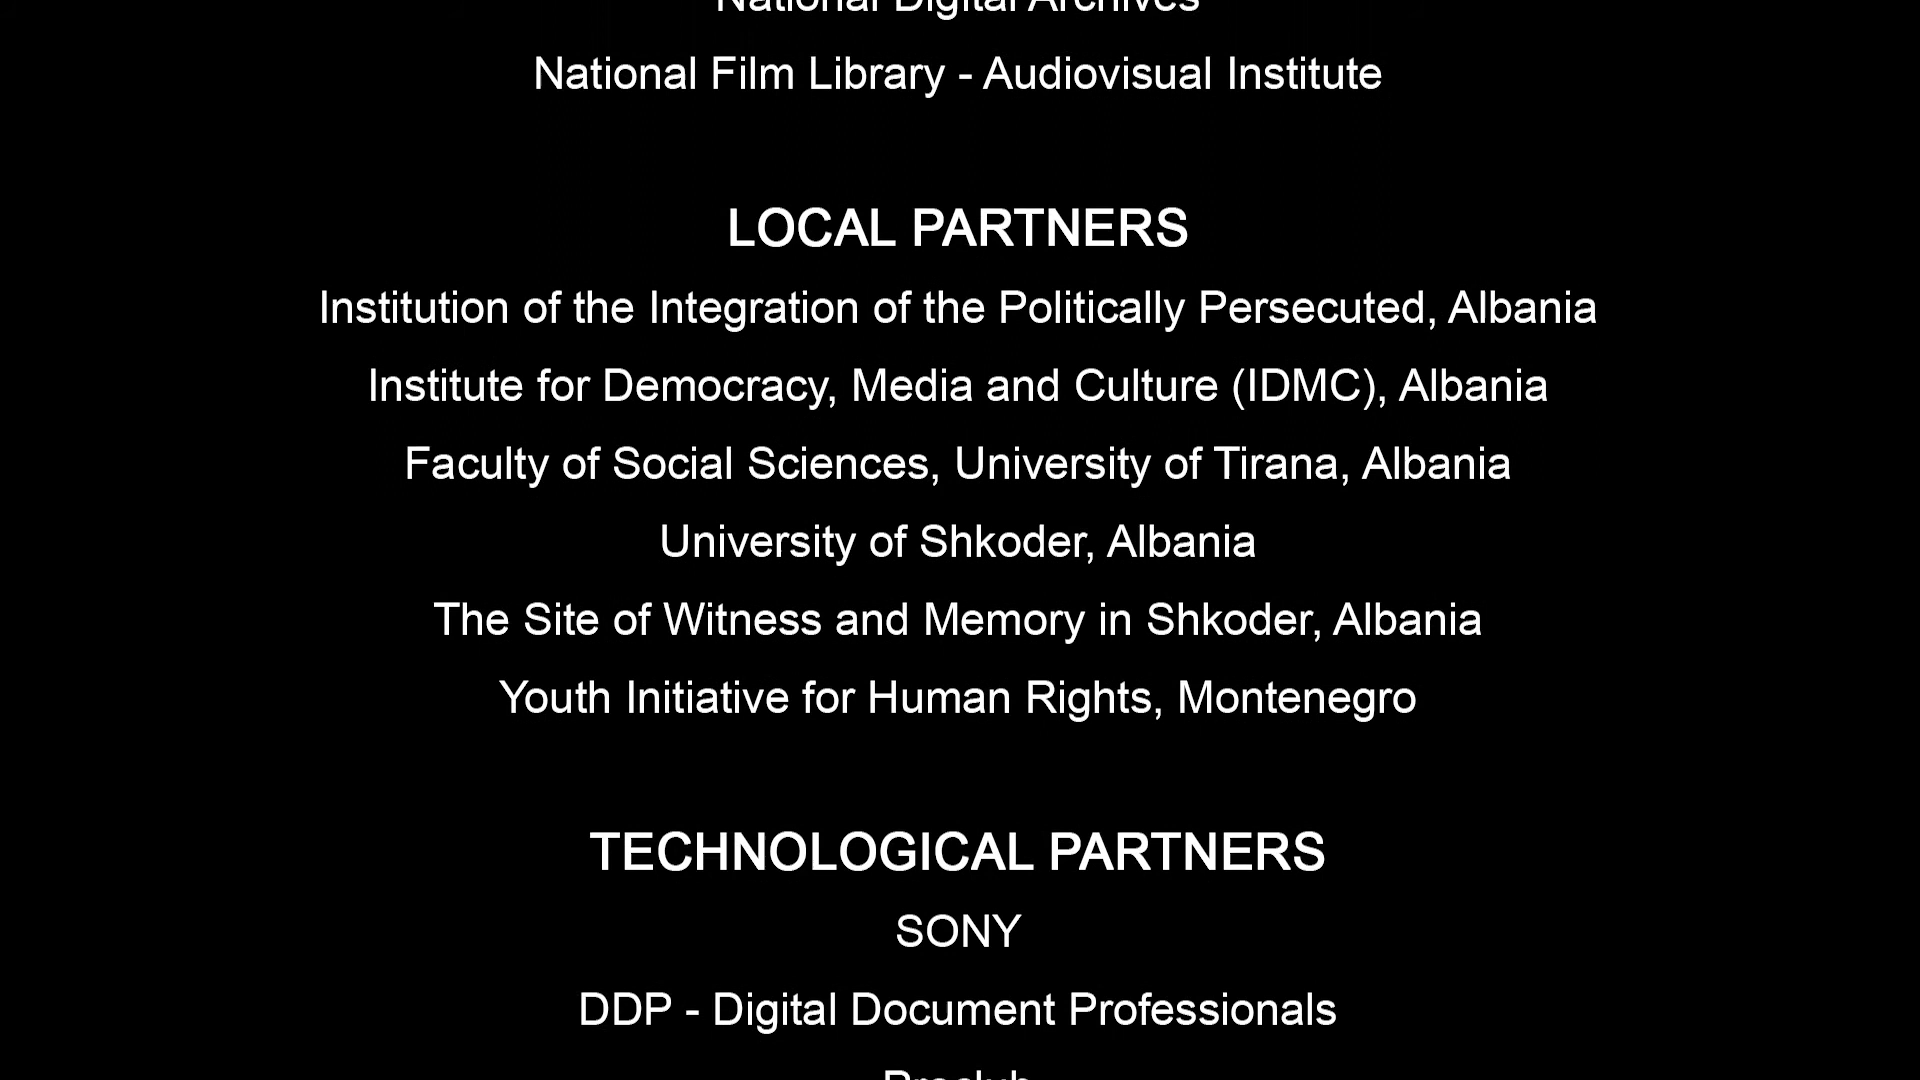 National Digital Archives
National Film Library - Audiovisual Institute
LOCAL PARTNERS
Institution of the Integration of the Politically Persecuted, Albania
Institute for Democracy, Media and Culture (IDMC), Albania
Faculty of Social Sciences, University of Tirana, Albania
University of Shkoder, Albania
The Site of Witness and Memory in Shkoder, Albania
Youth Initiative for Human Rights, Montenegro
TECHNOLOGICAL PARTNERS
SONY
DDP - Digital Document Professionals